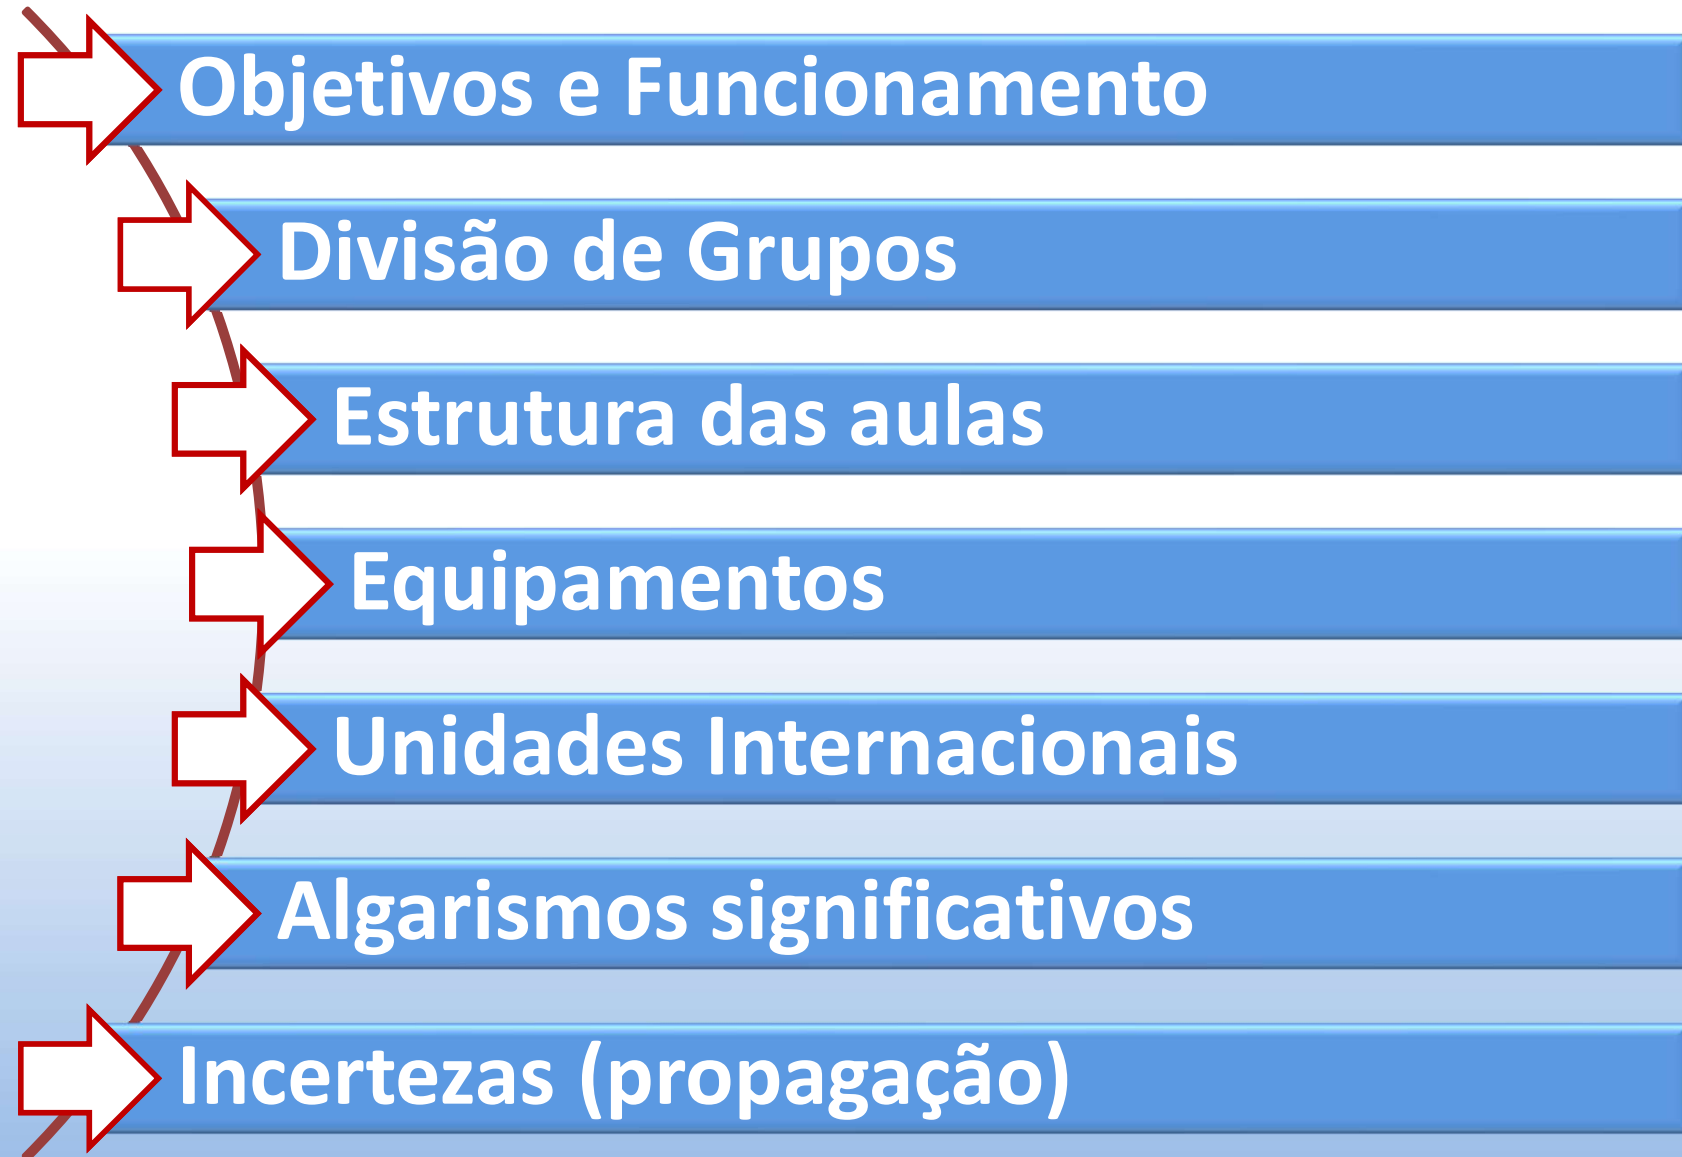 Objetivos e Funcionamento
Divisão de Grupos
Estrutura das aulas
Equipamentos
Unidades Internacionais
Algarismos significativos
Incertezas (propagação)